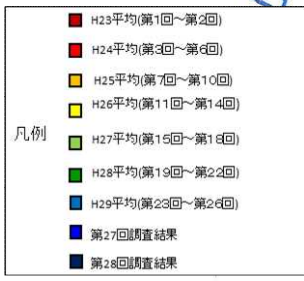 凡例
H23平均(第1回～第2回)
H24平均(第3回～第6回)
H25平均(第7回～第10回)
H26平均(第11回～第14回)
H27平均(第15回～第18回)
H28平均(第19回～第22回)
H29平均(第23回～第26回)
第27回調査結果
第28回調査結果